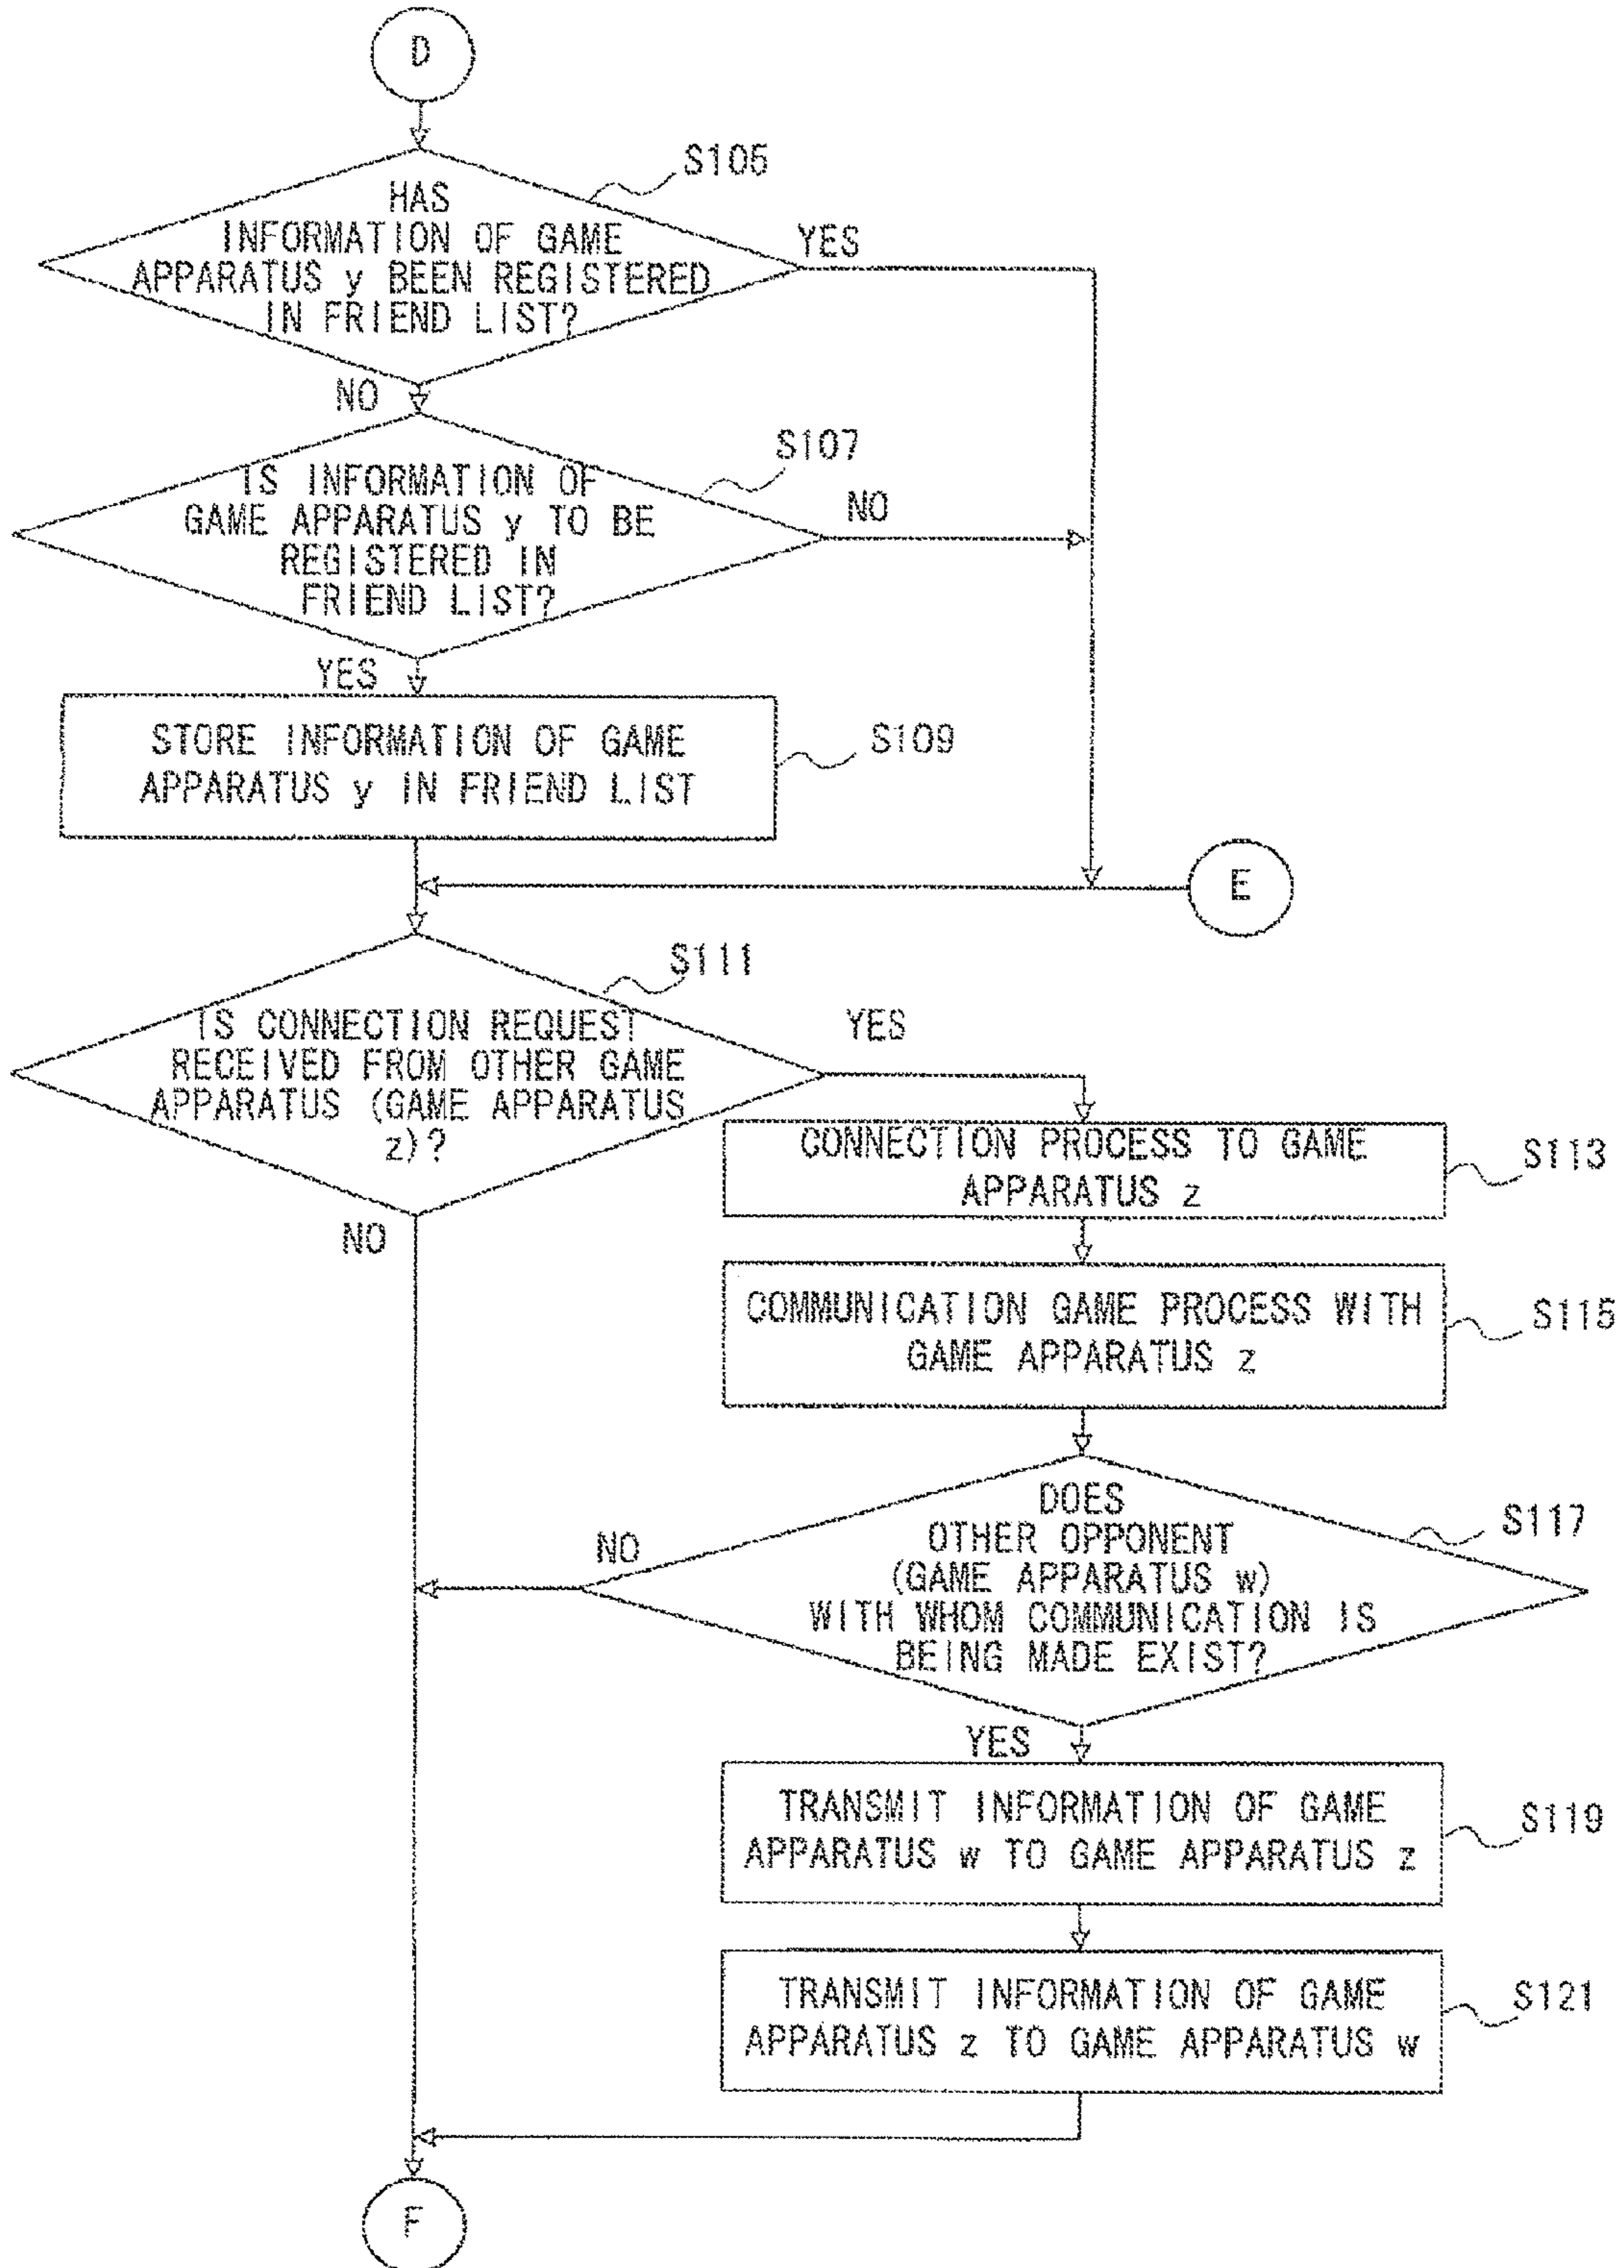 D
S105
HAS
INFORMATION OF GAME
APPARATUS y BEEN REGISTERED
IN FRIEND LIST?
YES
NO
S107
IS INFORMATION OF
GAME APPARATUS y TO BE
REGISTERED IN
FRIEND LIST?
NO
YES
STORE INFORMATION OF GAME
APPARATUS y IN FRIEND LIST
S109
E
S111
IS CONNECTION REQUEST
RECEIVED FROM OTHER GAME
APPARATUS (GAME APPARATUS
z)?
YES
NO
CONNECTION PROCESS TO GAME
APPARATUS z
S113
COMMUNICATION GAME PROCESS WITH
GAME APPARATUS z
S115
DOES
OTHER OPPONENT
(GAME APPARATUS w)
WITH WHOM COMMUNICATION IS
BEING MADE EXIST?
S117
NO
YES
TRANSMIT INFORMATION OF GAME
APPARATUS w TO GAME APPARATUS z
S119
TRANSMIT INFORMATION OF GAME
APPARATUS z TO GAME APPARATUS w
S121
F